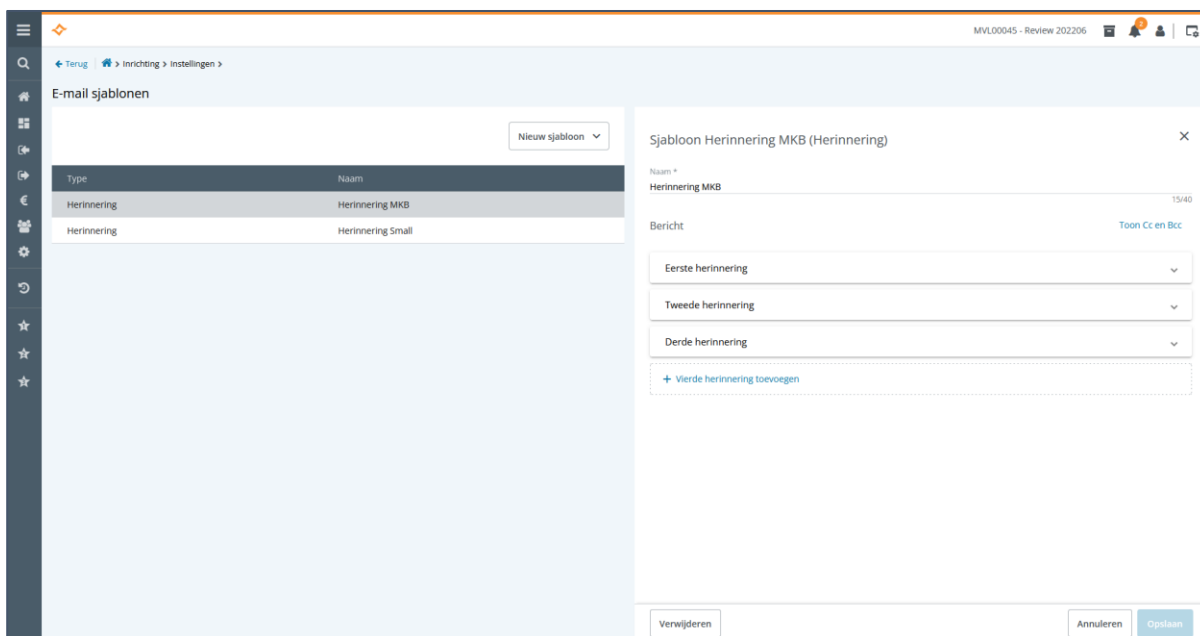 MVL00045 - Review 202206
2
Terug
> Inrichting > Instellingen >
E-mail sjablonen
Nieuw sjabloon
Type Naam
Herinnering Herinnering MKB
Herinnering Herinnering Small
Sjabloon Herinnering MKB (Herinnering)
Naam *
Herinnering MKB
15/40
Bericht
Toon Cc en Bcc
Eerste herinnering
Tweede herinnering
Derde herinnering
+ Vierde herinnering toevoegen
Verwijderen
Annuleren
Opslaan